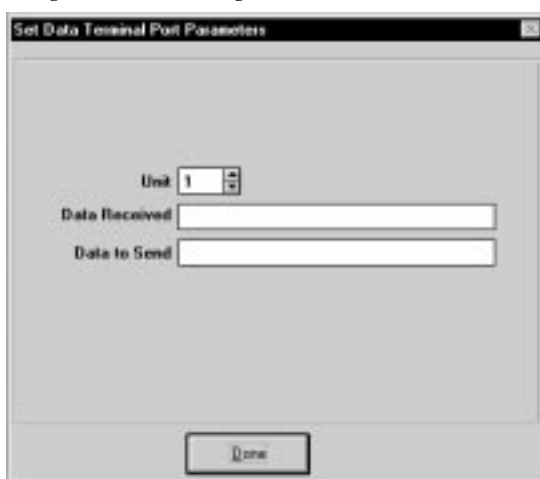 Set Data Terminal Port Parameters
Unit 1
Data Received
Data to Send
Done